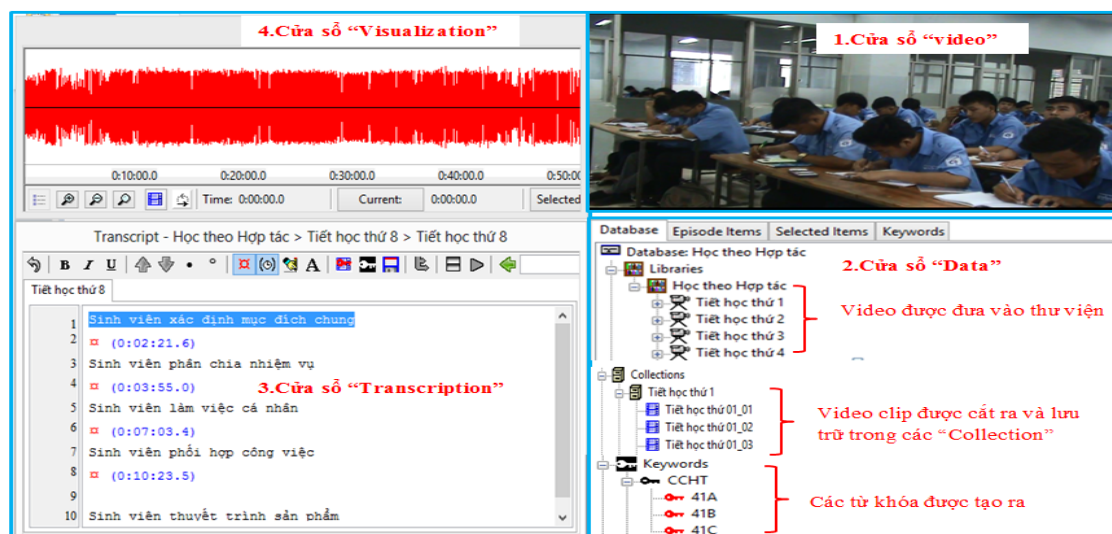 4.Cửa sổ “Visualization”
0:10:00.0 0:20:00.0 0:30:00.0 0:40:00.0 0:50:00
Time: 0:00:00.0 Current: 0:00:00.0 Selected
1.Cửa sổ “video”
Transcript - Học theo Hợp tác > Tiết học thứ 8 > Tiết học thứ 8
B I U A
Tiết học thứ 8
1 Sinh viên xác định mục đích chung
2 ¤ (0:02:21.6)
3 Sinh viên phân chia nhiệm vụ
4 ¤ (0:03:55.0)
3.Cửa sổ “Transcription”
5 Sinh viên làm việc cá nhân
6 ¤ (0:07:03.4)
7 Sinh viên phối hợp công việc
8 ¤ (0:10:23.5)
9
10 Sinh viên thuyết trình sản phẩm
Database Episode Items Selected Items Keywords
Database: Học theo Hợp tác
2.Cửa sổ “Data”
Libraries
Học theo Hợp tác
Tiết học thứ 1
Tiết học thứ 2
Tiết học thứ 3
Tiết học thứ 4
Video được đưa vào thư viện
Collections
Tiết học thứ 1
Tiết học thứ 01_01
Tiết học thứ 01_02
Tiết học thứ 01_03
Video clip được cắt ra và lưu
trữ trong các “Collection”
Keywords
CCHT
41A
41B
41C
Các từ khóa được tạo ra